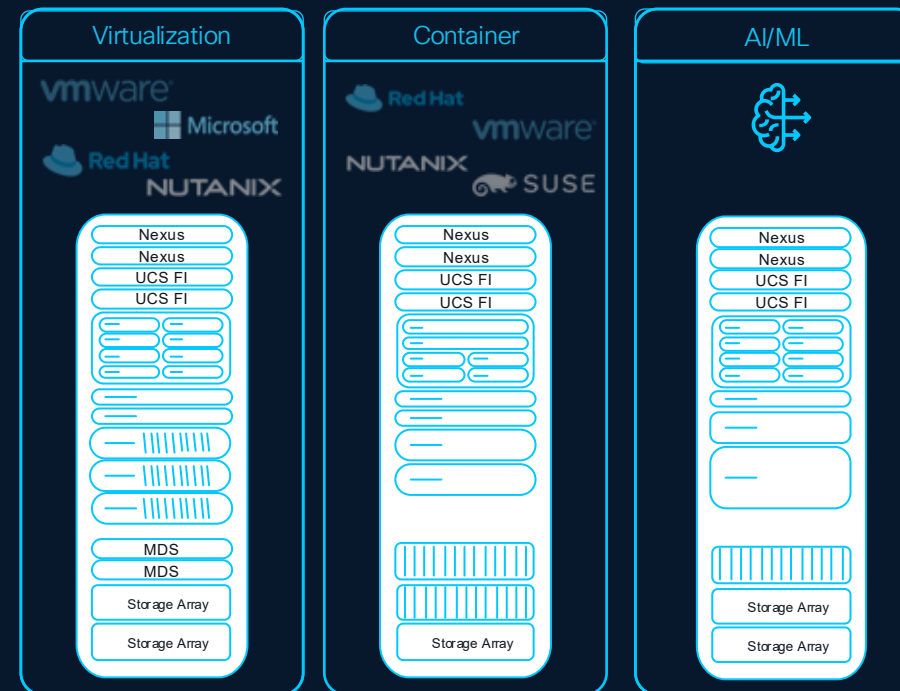 Virtualization
vmware
Microsoft
Red Hat
NUTANIX
Nexus
Nexus
UCS FI
UCS FI
MDS
MDS
Storage Array
Storage Array
Container
Red Hat
vmware
NUTANIX
SUSE
Nexus
Nexus
UCS FI
UCS FI
Storage Array
AI/ML
Nexus
Nexus
UCS FI
UCS FI
Storage Array
Storage Array